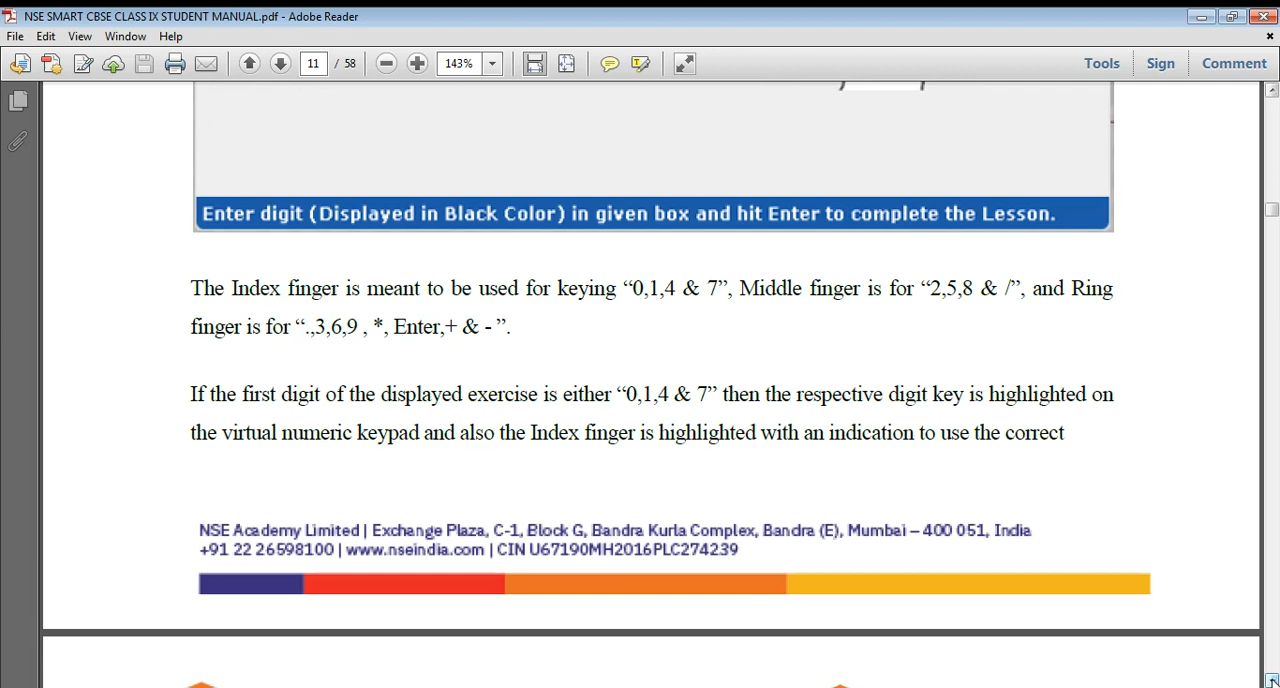 NSE SMART CBSE CLASS IX STUDENT MANUAL.pdf - Adobe Reader
File Edit View Window Help
11 / 58 143% Tools Sign Comment
Enter digit (Displayed in Black Color) in given box and hit Enter to complete the Lesson.
The Index finger is meant to be used for keying “0,1,4 & 7”, Middle finger is for “2,5,8 & /”, and Ring
finger is for “.,3,6,9 , *, Enter,+ & - ”.
If the first digit of the displayed exercise is either “0,1,4 & 7” then the respective digit key is highlighted on
the virtual numeric keypad and also the Index finger is highlighted with an indication to use the correct
NSE Academy Limited | Exchange Plaza, C-1, Block G, Bandra Kurla Complex, Bandra (E), Mumbai – 400 051, India
+91 22 26598100 | www.nseindia.com | CIN U67190MH2016PLC274239